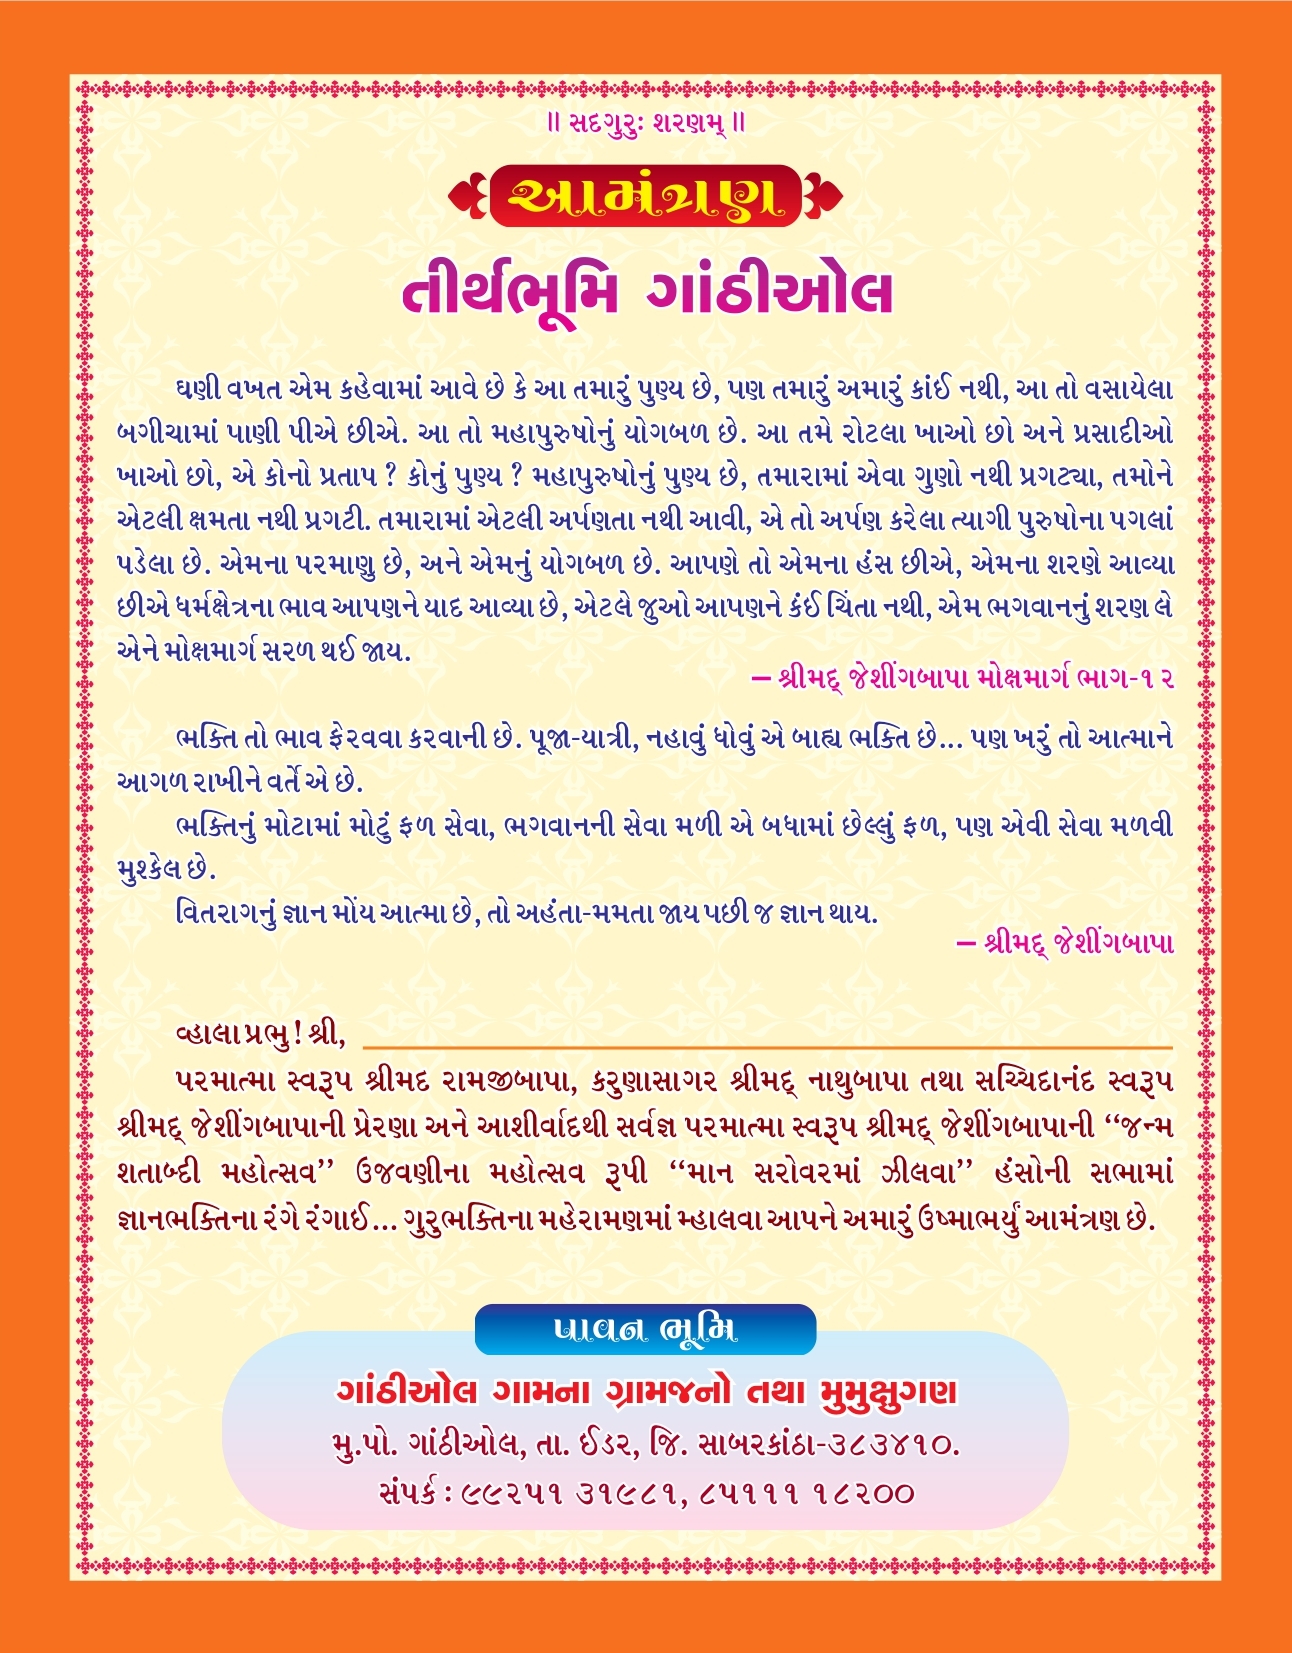 ॥ સદગુરુઃ શરણમ્ ॥
આમંત્રણ
તીર્થભૂમિ ગાંઠીઓલ
ઘણી વખત એમ કહેવામાં આવે છે કે આ તમારું પુણ્ય છે, પણ તમારું અમારું કાંઈ નથી, આ તો વસાયેલા
બગીચામાં પાણી પીએ છીએ. આ તો મહાપુરુષોનું યોગબળ છે. આ તમે રોટલા ખાઓ છો અને પ્રસાદીઓ
ખાઓ છો, એ કોનો પ્રતાપ ? કોનું પુણ્ય ? મહાપુરુષોનું પુણ્ય છે, તમારામાં એવા ગુણો નથી પ્રગટ્યા, તમોને
એટલી ક્ષમતા નથી પ્રગટી. તમારામાં એટલી અર્પણતા નથી આવી, એ તો અર્પણ કરેલા ત્યાગી પુરુષોના પગલાં
પડેલા છે. એમના પરમાણુ છે, અને એમનું યોગબળ છે. આપણે તો એમના હંસ છીએ, એમના શરણે આવ્યા
છીએ ધર્મક્ષેત્રના ભાવ આપણને યાદ આવ્યા છે, એટલે જુઓ આપણને કંઈ ચિંતા નથી, એમ ભગવાનનું શરણ લે
એને મોક્ષમાર્ગ સરળ થઈ જાય.
– શ્રીમદ્ જેશીંગબાપા મોક્ષમાર્ગ ભાગ-૧૨
ભક્તિ તો ભાવ ફેરવવા કરવાની છે. પૂજા-યાત્રી, નહાવું ધોવું એ બાહ્ય ભક્તિ છે... પણ ખરું તો આત્માને
આગળ રાખીને વર્તે એ છે.
ભક્તિનું મોટામાં મોટું ફળ સેવા, ભગવાનની સેવા મળી એ બધામાં છેલ્લું ફળ, પણ એવી સેવા મળવી
મુશ્કેલ છે.
વિતરાગનું જ્ઞાન મોંય આત્મા છે, તો અહંતા-મમતા જાય પછી જ જ્ઞાન થાય.
– શ્રીમદ્ જેશીંગબાપા
વ્હાલા પ્રભુ ! શ્રી,
પરમાત્મા સ્વરૂપ શ્રીમદ રામજીબાપા, કરુણાસાગર શ્રીમદ્ નાથુબાપા તથા સચ્ચિદાનંદ સ્વરૂપ
શ્રીમદ્ જેશીંગબાપાની પ્રેરણા અને આશીર્વાદથી સર્વજ્ઞ પરમાત્મા સ્વરૂપ શ્રીમદ્ જેશીંગબાપાની ‘‘જન્મ
શતાબ્દી મહોત્સવ’’ ઉજવણીના મહોત્સવ રૂપી ‘‘માન સરોવરમાં ઝીલવા’’ હંસોની સભામાં
જ્ઞાનભક્તિના રંગે રંગાઈ... ગુરુભક્તિના મહેરામણમાં મ્હાલવા આપને અમારું ઉષ્માભર્યું આમંત્રણ છે.
પાવન ભૂમિ
ગાંઠીઓલ ગામના ગ્રામજનો તથા મુમુક્ષુગણ
મુ.પો. ગાંઠીઓલ, તા. ઈડર, જિ. સાબરકાંઠા-૩૮૩૪૧૦.
સંપર્ક : ૯૯૨૫૧ ૩૧૯૮૧, ૮૫૧૧૧ ૧૮૨૦૦